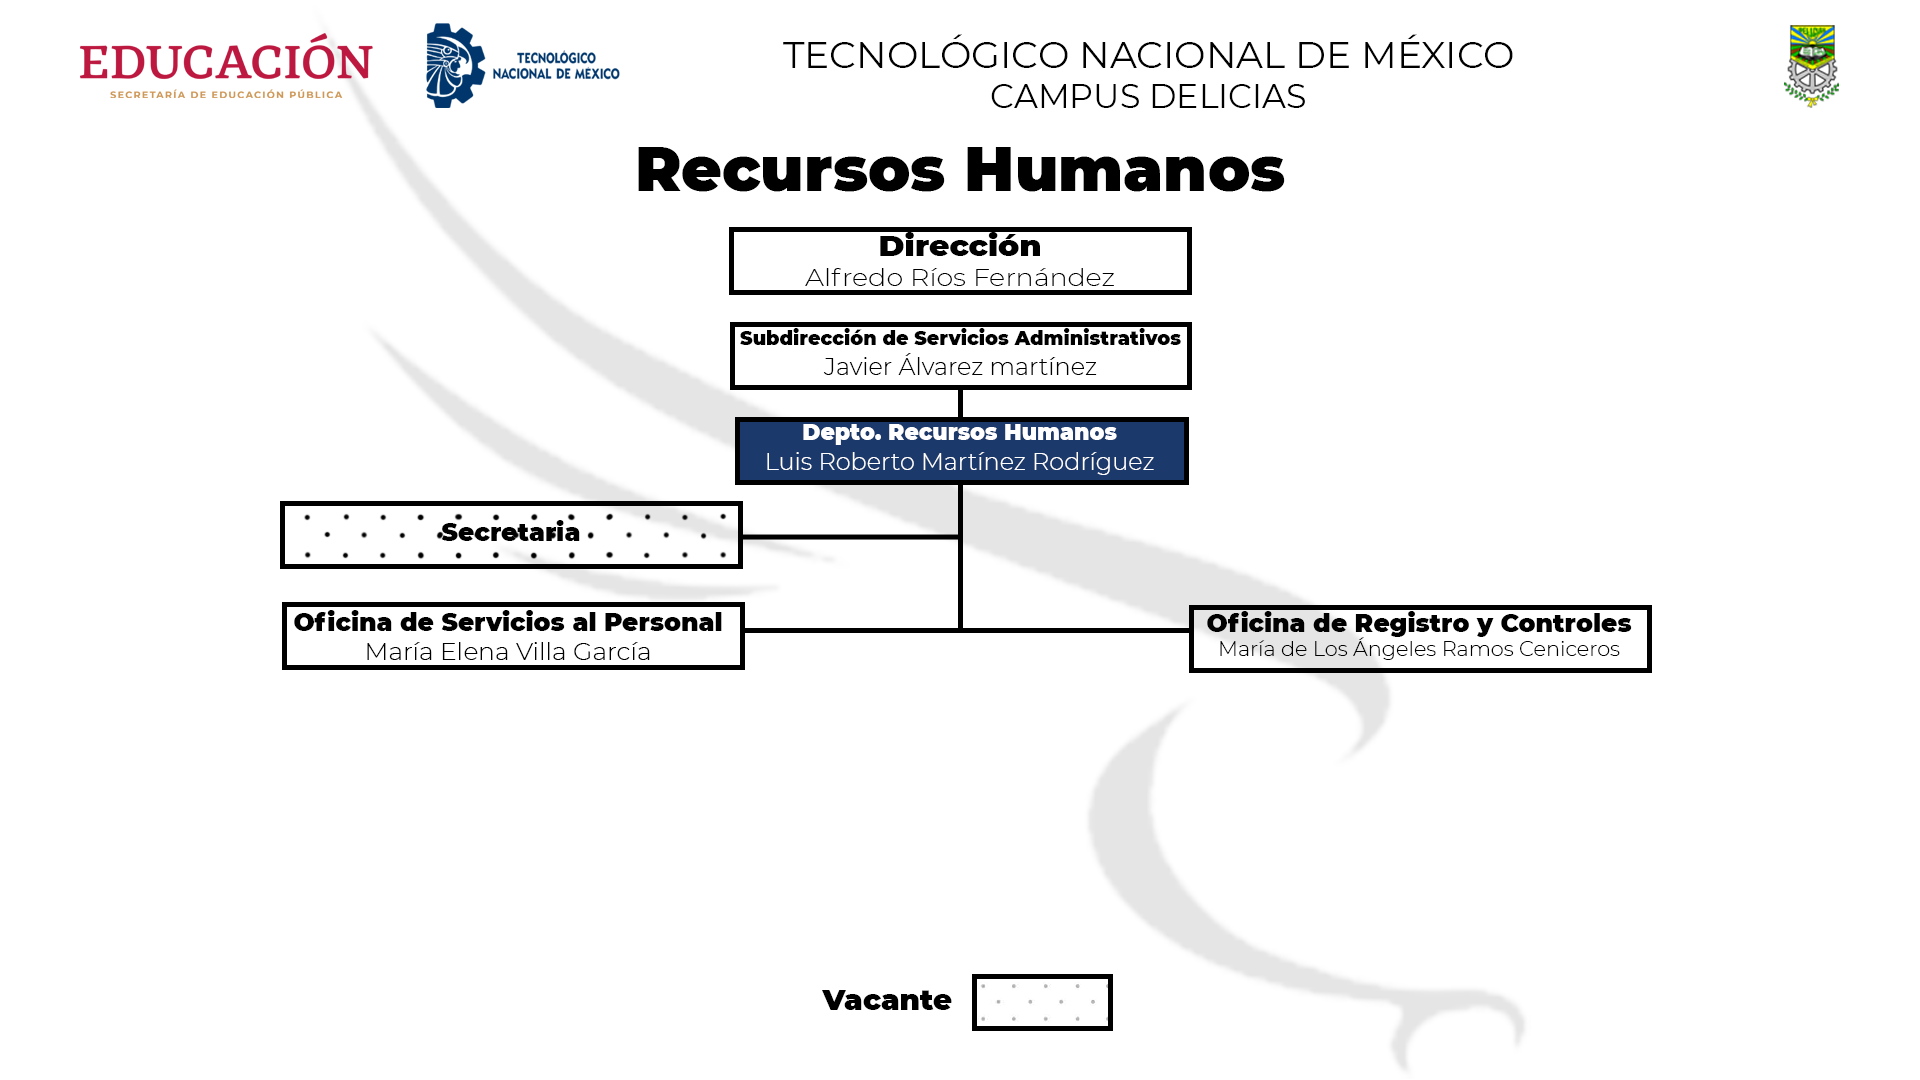 EDUCACIÓN
SECRETARÍA DE EDUCACIÓN PÚBLICA
TECNOLÓGICO
NACIONAL DE MÉXICO
TECNOLÓGICO NACIONAL DE MÉXICO
CAMPUS DELICIAS
Recursos Humanos
Dirección
Alfredo Ríos Fernández
Subdirección de Servicios Administrativos
Javier Álvarez martínez
Depto. Recursos Humanos
Luis Roberto Martínez Rodríguez
Secretaria
Oficina de Servicios al Personal
María Elena Villa García
Oficina de Registro y Controles
María de Los Ángeles Ramos Ceniceros
Vacante